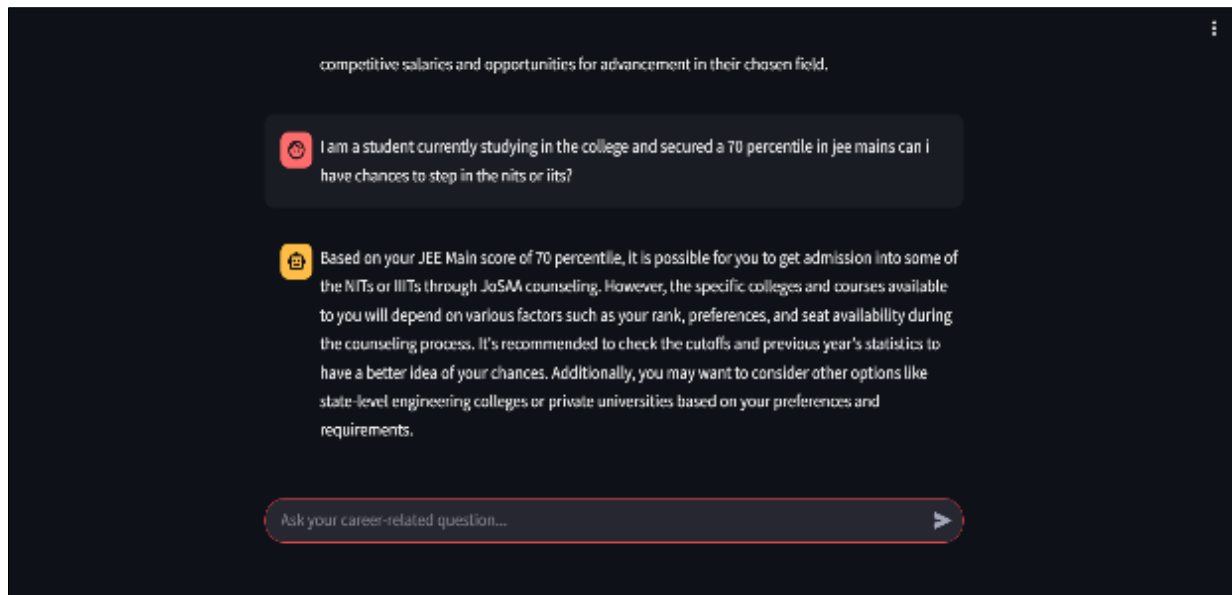 competitive salaries and opportunities for advancement in their chosen field.
I am a student currently studying in the college and secured a 70 percentile in jee mains can i
have chances to step in the nits or iits?
Based on your JEE Main score of 70 percentile, it is possible for you to get admission into some of
the NITs or IIITs through JoSAA counseling. However, the specific colleges and courses available
to you will depend on various factors such as your rank, preferences, and seat availability during
the counseling process. It's recommended to check the cutoffs and previous year's statistics to
have a better idea of your chances. Additionally, you may want to consider other options like
state-level engineering colleges or private universities based on your preferences and
requirements.
Ask your career-related question...